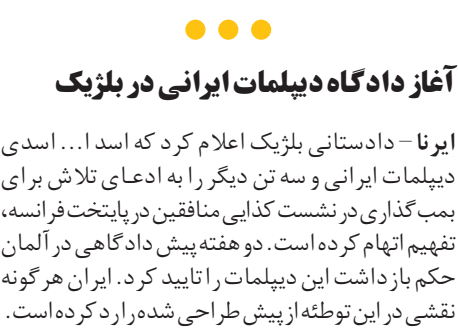 آغاز دادگاه دیپلمات ایرانی در بلژیک
ایرنا – دادستانی بلژیک اعلام کرد که اسد ا... اسدی
دیپلمات ایرانی و سه تن دیگر را به ادعای تلاش برای
بمب‌گذاری در نشست کذایی منافقین در پایتخت فرانسه،
تفهیم اتهام کرده است. دو هفته پیش دادگاهی در آلمان
حکم بازداشت این دیپلمات را تایید کرد. ایران هر گونه
نقشی در این توطئه از پیش طراحی شده را رد کرده است.